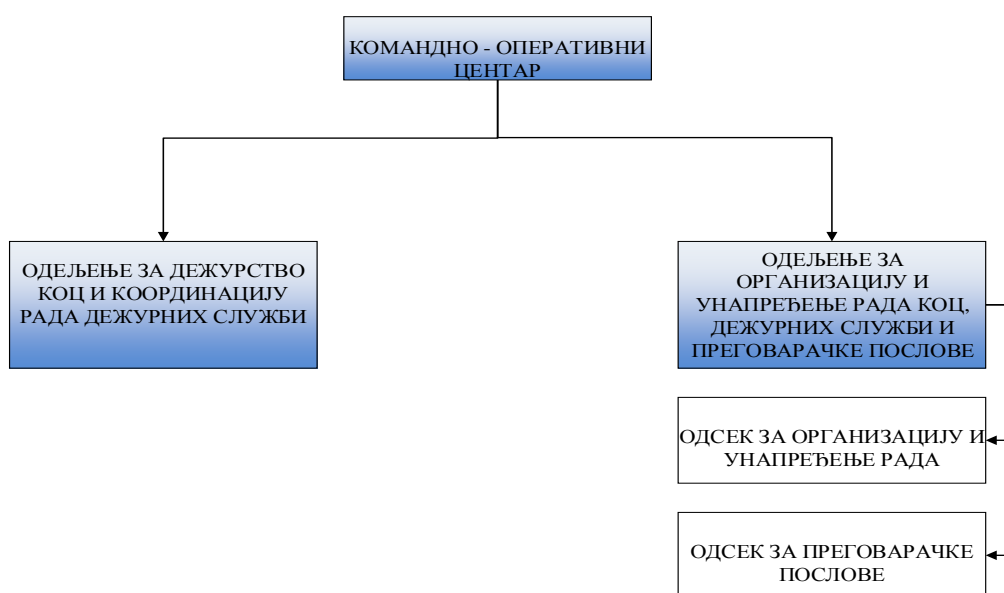 КОМАНДНО - ОПЕРАТИВНИ
ЦЕНТАР
ОДЕЉЕЊЕ ЗА ДЕЖУРСТВО
КОЦ И КООРДИНАЦИЈУ
РАДА ДЕЖУРНИХ СЛУЖБИ
ОДЕЉЕЊЕ ЗА
ОРГАНИЗАЦИЈУ И
УНАПРЕЂЕЊЕ РАДА КОЦ,
ДЕЖУРНИХ СЛУЖБИ И
ПРЕГОВАРАЧКЕ ПОСЛОВЕ
ОДСЕК ЗА ОРГАНИЗАЦИЈУ И
УНАПРЕЂЕЊЕ РАДА
ОДСЕК ЗА ПРЕГОВАРАЧКЕ
ПОСЛОВЕ